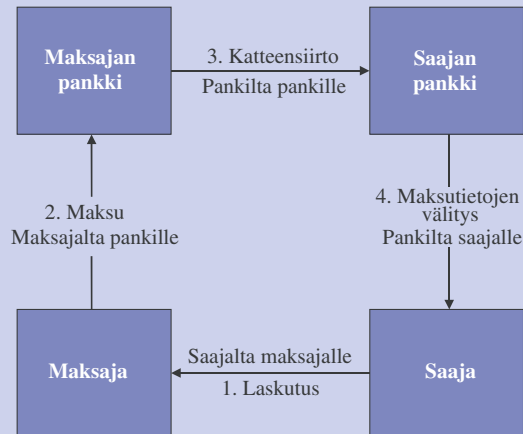 Maksajan
pankki
3. Katteensiirto
Pankilta pankille
Saajan
pankki
2. Maksu
Maksajalta pankille
4. Maksutietojen
välitys
Pankilta saajalle
Maksaja
Saajalta maksajalle
1. Laskutus
Saaja